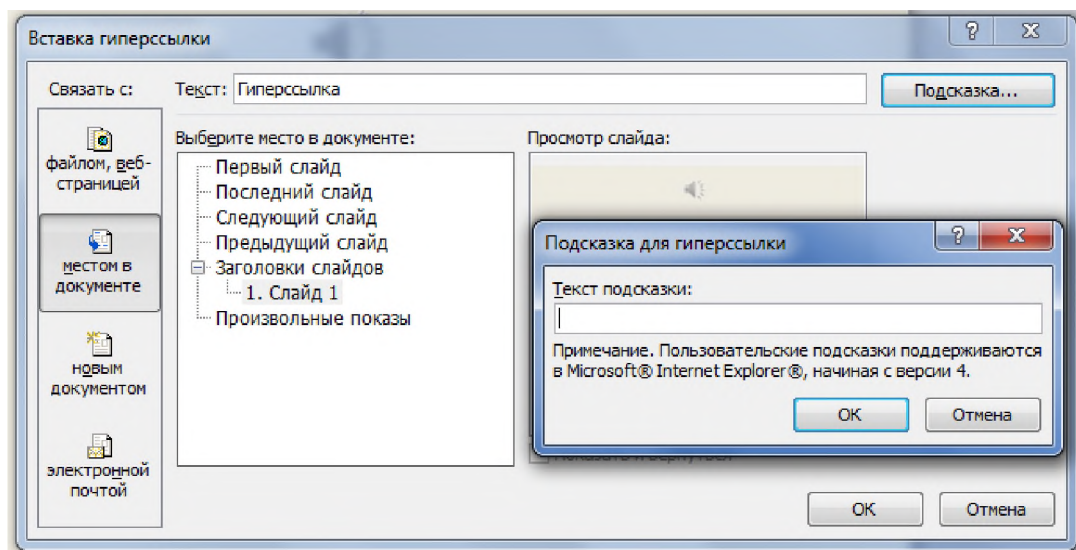 Вставка гиперссылки
Связать с:
Текст: Гиперссылка
Подсказка...
файлом, веб-
страницей
местом в
документе
новым
документом
электронной
почтой
Выберите место в документе:
Первый слайд
Последний слайд
Следующий слайд
Предыдущий слайд
Заголовки слайдов
1. Слайд 1
Произвольные показы
Просмотр слайда:
Подсказка для гиперссылки
Текст подсказки:
Примечание. Пользовательские подсказки поддерживаются
в Microsoft® Internet Explorer®, начиная с версии 4.
ОК
Отмена
ОК
Отмена